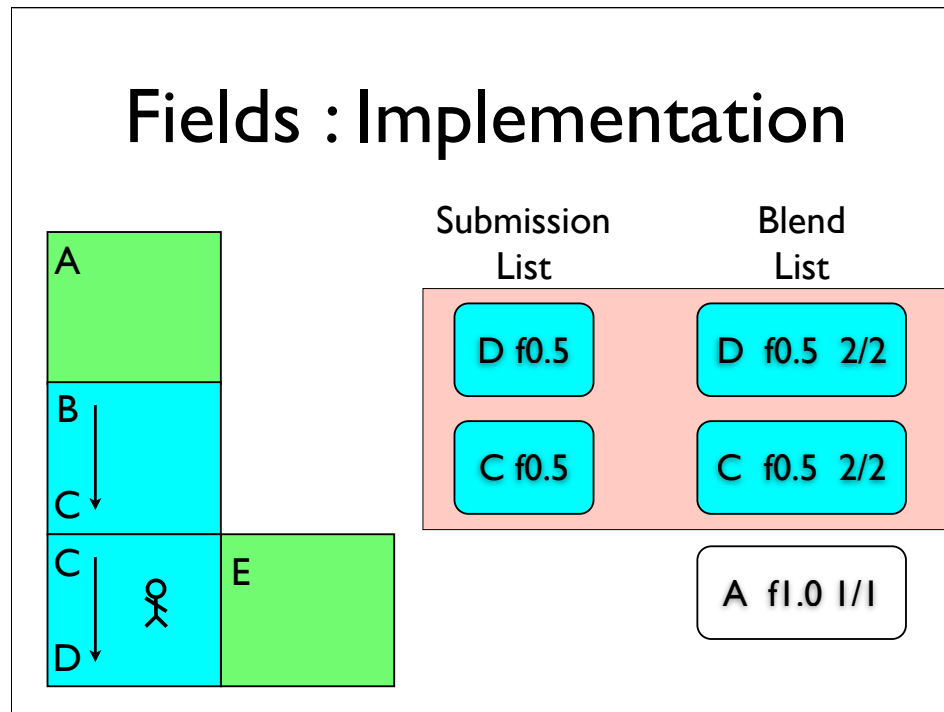 Fields : Implementation
Submission
List
Blend
List
A
B
C
C
D
E
D f0.5
D f0.5 2/2
C f0.5
C f0.5 2/2
A f1.0 1/1